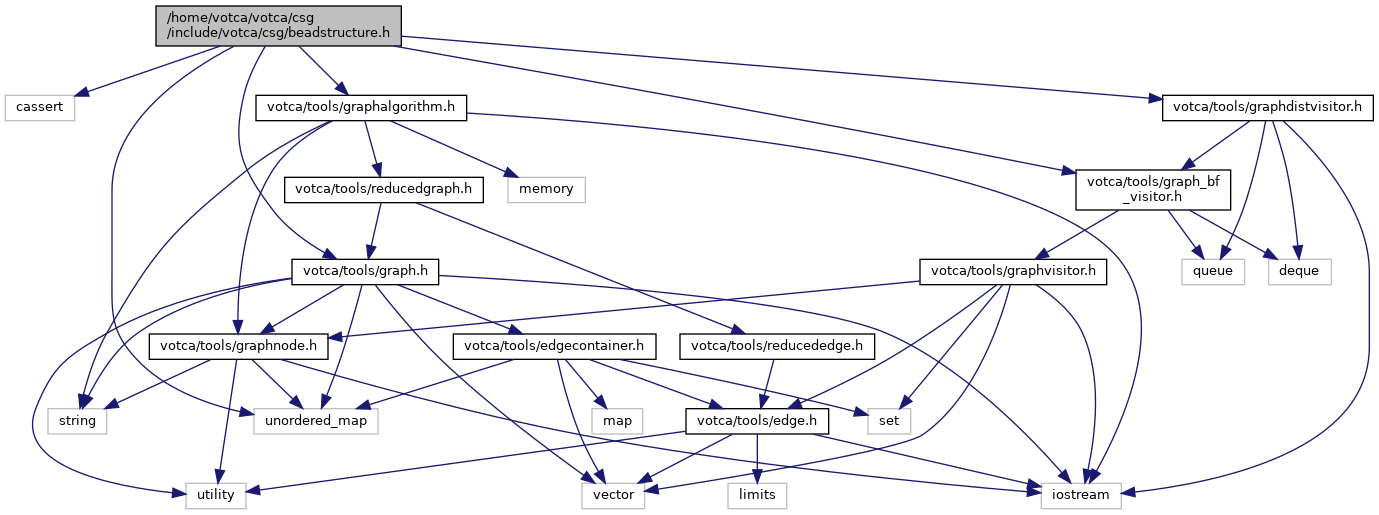 /home/votca/votca/csg
/include/votca/csg/beadstructure.h
cassert
votca/tools/graphalgorithm.h
votca/tools/graphdistvisitor.h
votca/tools/reducedgraph.h
memory
votca/tools/graph_bf
_visitor.h
votca/tools/graph.h
votca/tools/graphvisitor.h
queue
deque
votca/tools/graphnode.h
votca/tools/edgecontainer.h
votca/tools/reducededge.h
string
unordered_map
map
votca/tools/edge.h
set
utility
vector
limits
iostream